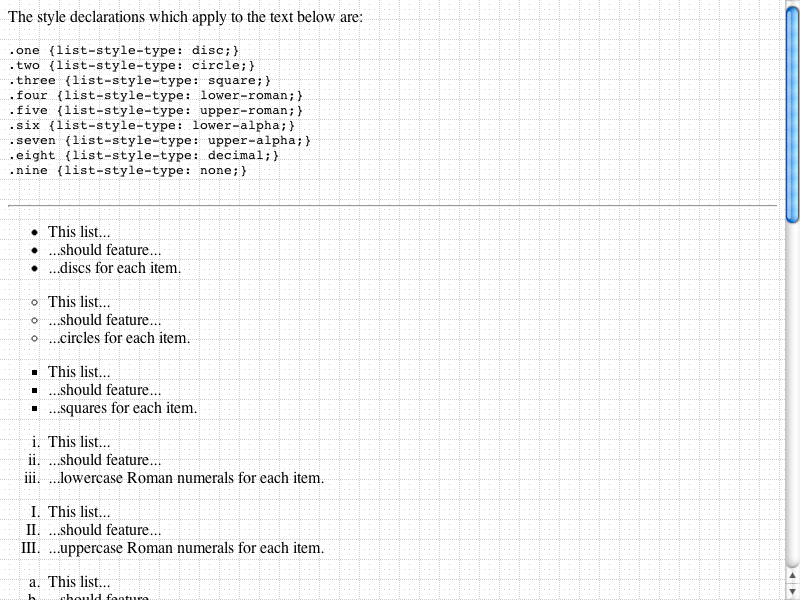 The style declarations which apply to the text below are:
.one {list-style-type: disc;}
.two {list-style-type: circle;}
.three {list-style-type: square;}
.four {list-style-type: lower-roman;}
.five {list-style-type: upper-roman;}
.six {list-style-type: lower-alpha;}
.seven {list-style-type: upper-alpha;}
.eight {list-style-type: decimal;}
.nine {list-style-type: none;}
• This list...
• ...should feature...
• ...discs for each item.
◦ This list...
◦ ...should feature...
◦ ...circles for each item.
▪ This list...
▪ ...should feature...
▪ ...squares for each item.
i. This list...
ii. ...should feature...
iii. ...lowercase Roman numerals for each item.
I. This list...
II. ...should feature...
III. ...uppercase Roman numerals for each item.
a. This list...
b. ...should feature...